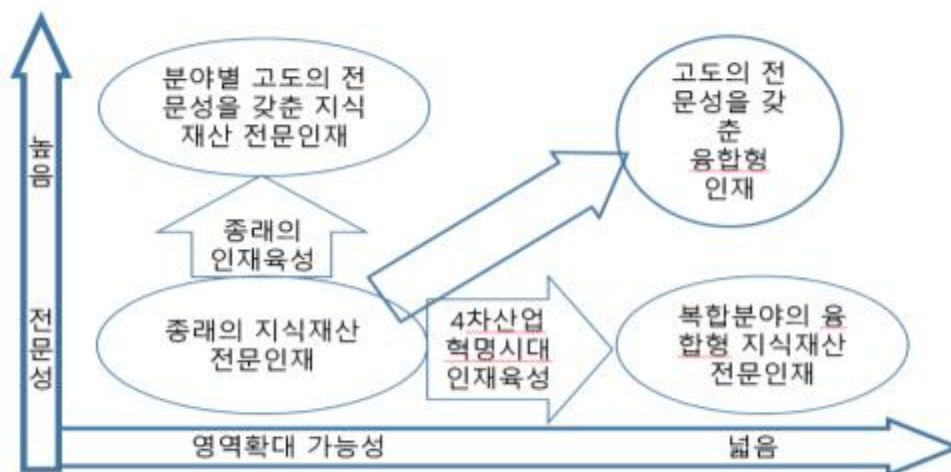 분야별 고도의 전
문성을 갖춘 지식
재산 전문인재
고도의 전
문성을 갖
춘
융합형
인재
높음
종래의
인재육성
전문성
종래의 지식재산
전문인재
4차산업
혁명시대
인재육성
복합분야의 융
합형 지식재산
전문인재
영역확대 가능성
넓음